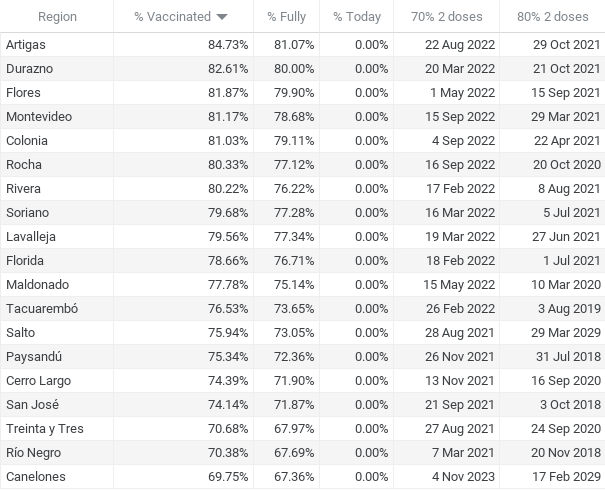 Region % Vaccinated % Fully % Today 70% 2 doses 80% 2 doses
Artigas 84.73% 81.07% 0.00% 22 Aug 2022 29 Oct 2021
Durazno 82.61% 80.00% 0.00% 20 Mar 2022 21 Oct 2021
Flores 81.87% 79.90% 0.00% 1 May 2022 15 Sep 2021
Montevideo 81.17% 78.68% 0.00% 15 Sep 2022 29 Mar 2021
Colonia 81.03% 79.11% 0.00% 4 Sep 2022 22 Apr 2021
Rocha 80.33% 77.12% 0.00% 16 Sep 2022 20 Oct 2020
Rivera 80.22% 76.22% 0.00% 17 Feb 2022 8 Aug 2021
Soriano 79.68% 77.28% 0.00% 16 Mar 2022 5 Jul 2021
Lavalleja 79.56% 77.34% 0.00% 19 Mar 2022 27 Jun 2021
Florida 78.66% 76.71% 0.00% 18 Feb 2022 1 Jul 2021
Maldonado 77.78% 75.14% 0.00% 15 May 2022 10 Mar 2020
Tacuarembó 76.53% 73.65% 0.00% 26 Feb 2022 3 Aug 2019
Salto 75.94% 73.05% 0.00% 28 Aug 2021 29 Mar 2029
Paysandú 75.34% 72.36% 0.00% 26 Nov 2021 31 Jul 2018
Cerro Largo 74.39% 71.90% 0.00% 13 Nov 2021 16 Sep 2020
San José 74.14% 71.87% 0.00% 21 Sep 2021 3 Oct 2018
Treinta y Tres 70.68% 67.97% 0.00% 27 Aug 2021 24 Sep 2020
Río Negro 70.38% 67.69% 0.00% 7 Mar 2021 20 Nov 2018
Canelones 69.75% 67.36% 0.00% 4 Nov 2023 17 Feb 2029